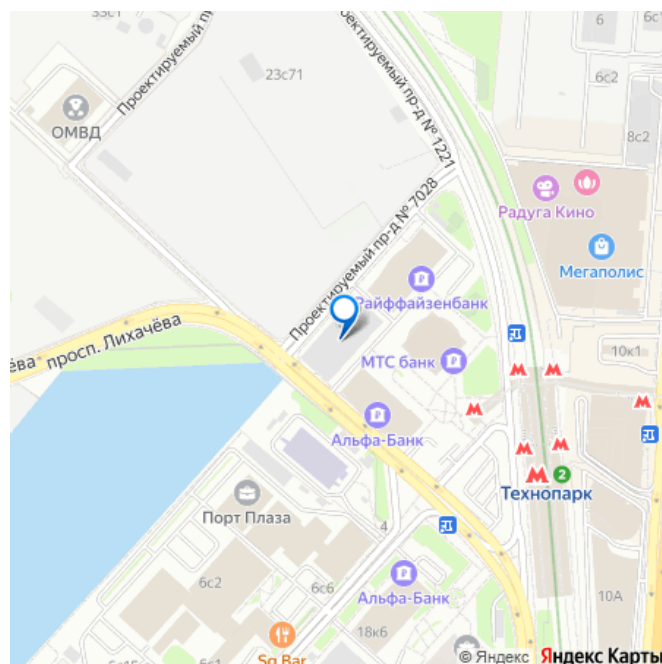 33с1
6
6с2
23с71
ОМВД
Проектируемый пр-д
Проектируемый пр-д № 1221
8с2
Проектируемый пр-д № 7028
Радуга Кино
Мегаполис
Райффайзенбанк
просп. Лихачёва
10к1
МТС банк
Альфа-Банк
2
Технопарк
Порт Плаза
4
6с2
6с6
Альфа-Банк
10А
18к6
Sg Bar
6с1
6с15
© Яндекс Яндекс Карты